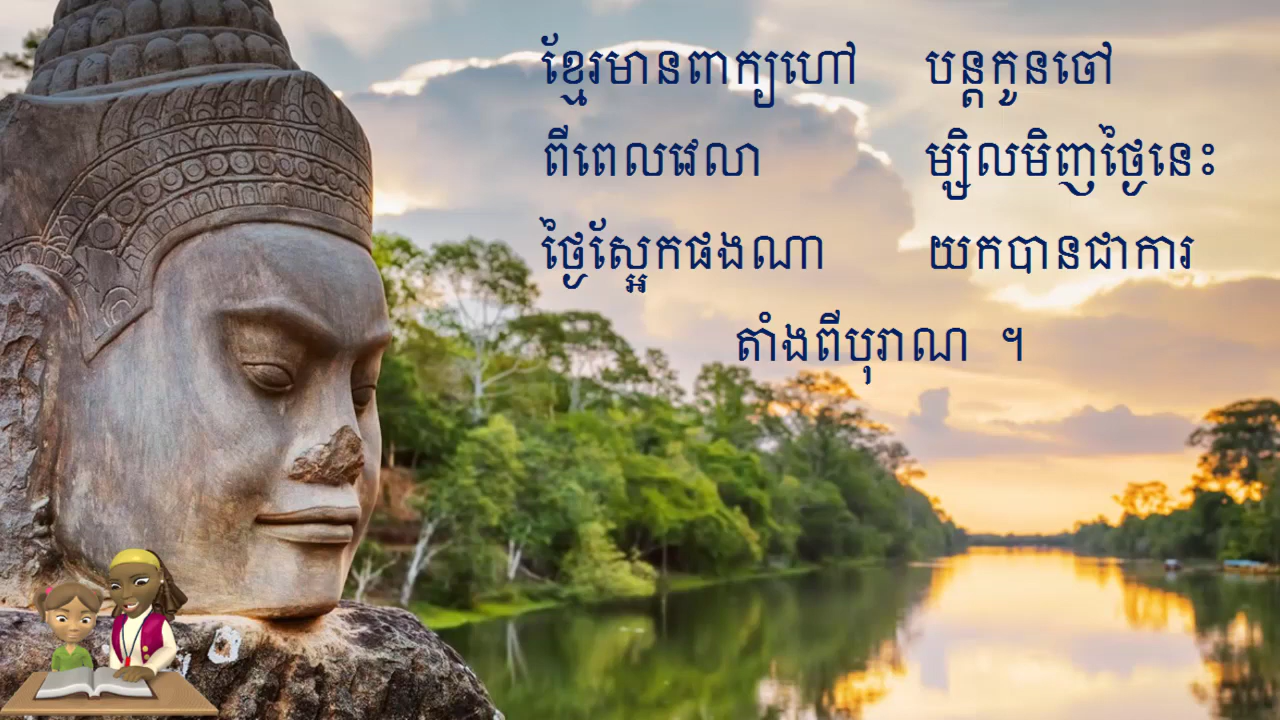 ខ្មែរមានពាក្យហៅ បន្តកូនចៅ
ពីពេលវេលា ម្សិលមិញថ្ងៃនេះ
ថ្ងៃស្អែកផងណា យកបានជាការ
តាំងពីបុរាណ ។